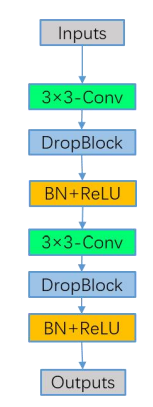 Inputs
3×3-Conv
DropBlock
BN+ReLU
3×3-Conv
DropBlock
BN+ReLU
Outputs